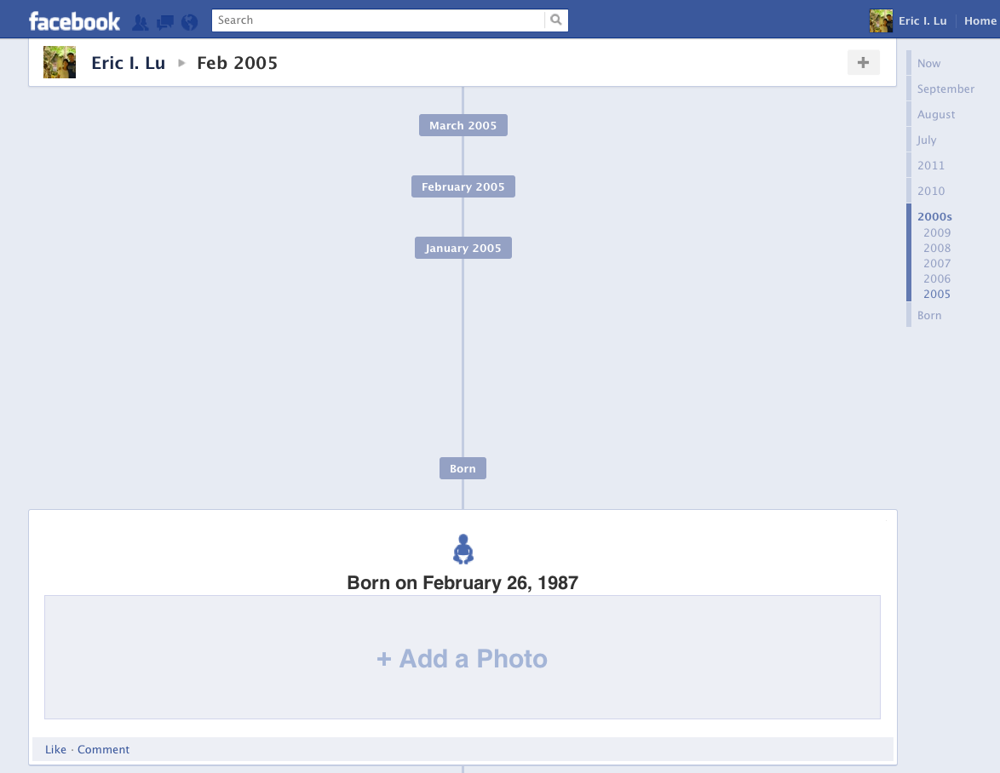 facebook
Search
Eric I. Lu
Home
Eric I. Lu
Feb 2005
+
March 2005
February 2005
January 2005
Born
Born on February 26, 1987
+ Add a Photo
Like · Comment
Now
September
August
July
2011
2010
2000s
2009
2008
2007
2006
2005
Born